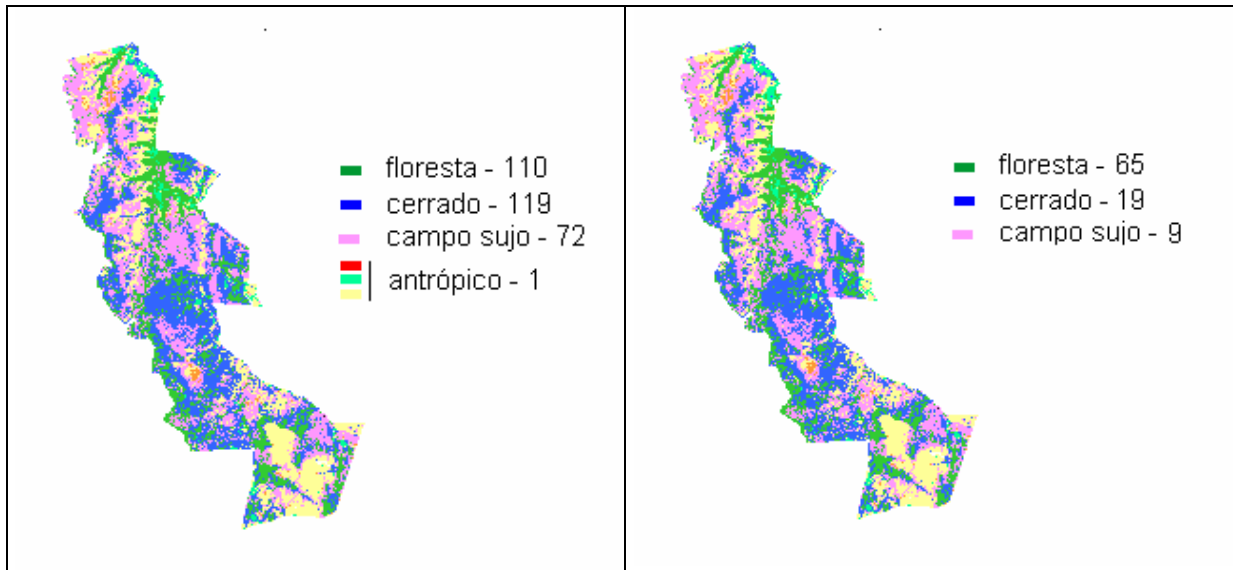 floresta - 110
cerrado - 119
campo sujo - 72
antrópico - 1
floresta - 65
cerrado - 19
campo sujo - 9